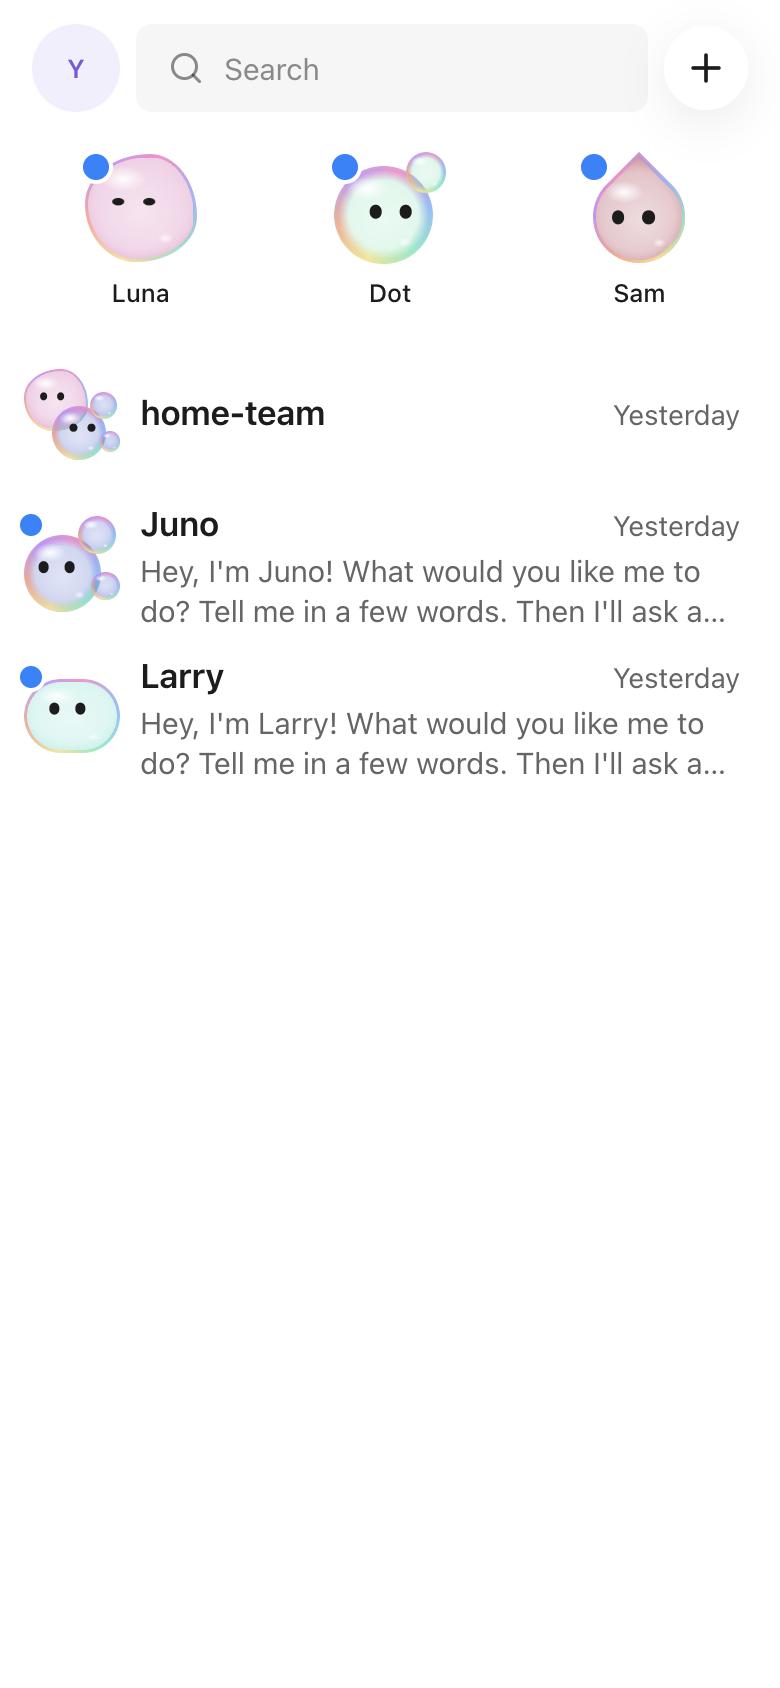 Y
Search
Luna
Dot
Sam
home-team
Yesterday
Juno
Yesterday
Hey, I'm Juno! What would you like me to
do? Tell me in a few words. Then I'll ask a...
Larry
Yesterday
Hey, I'm Larry! What would you like me to
do? Tell me in a few words. Then I'll ask a...